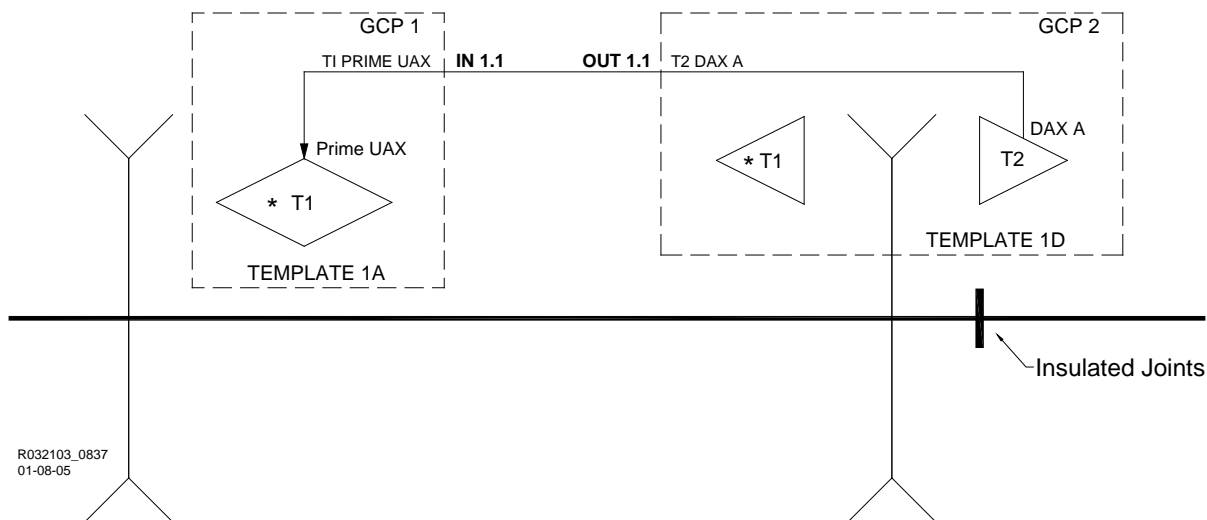 GCP 1
GCP 2
TI PRIME UAX
IN 1.1
OUT 1.1
T2 DAX A
Prime UAX
DAX A
* T1
* T1
T2
TEMPLATE 1A
TEMPLATE 1D
Insulated Joints
R032103_0837
01-08-05